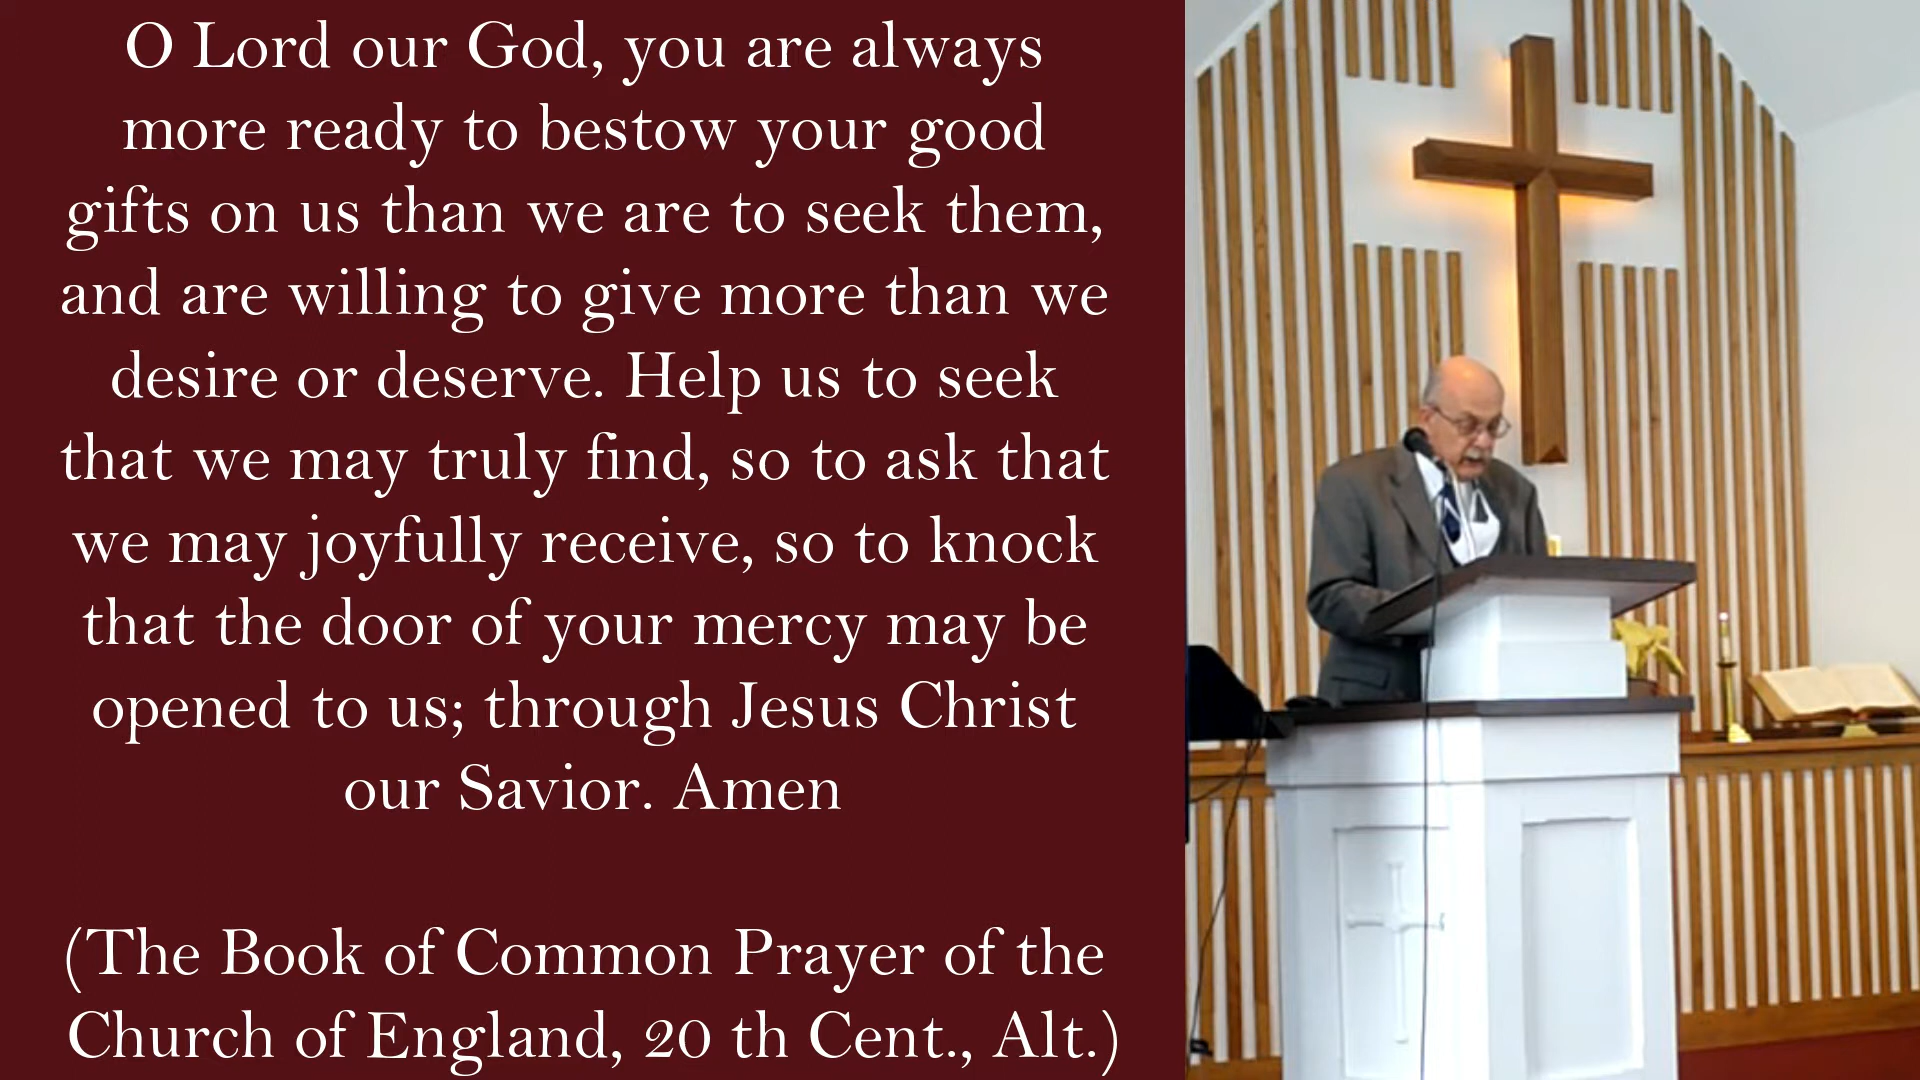 O Lord our God, you are always
more ready to bestow your good
gifts on us than we are to seek them,
and are willing to give more than we
desire or deserve. Help us to seek
that we may truly find, so to ask that
we may joyfully receive, so to knock
that the door of your mercy may be
opened to us; through Jesus Christ
our Savior. Amen
(The Book of Common Prayer of the
Church of England, 20 th Cent., Alt.)